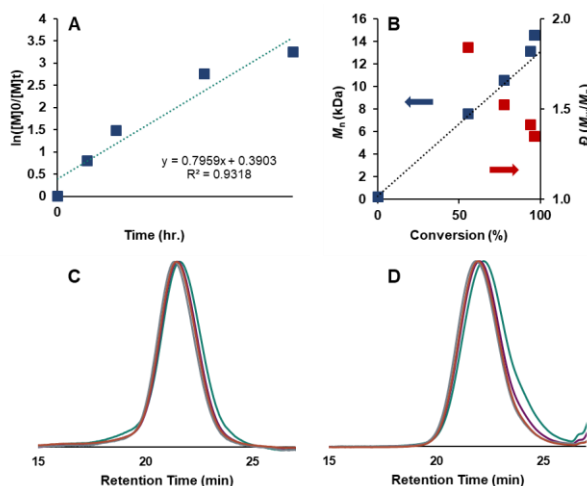 A
ln([M]0/[M]t)
4
3.5
3
2.5
2
1.5
1
0.5
0
y = 0.7959x + 0.3903
R² = 0.9318
0
Time (hr.)
B
Mn (kDa)
16
14
12
10
8
6
4
2
0
2.0
1.5
1.0
0
50
100
Conversion (%)
C
15
20
25
Retention Time (min)
D
15
20
25
Retention Time (min)